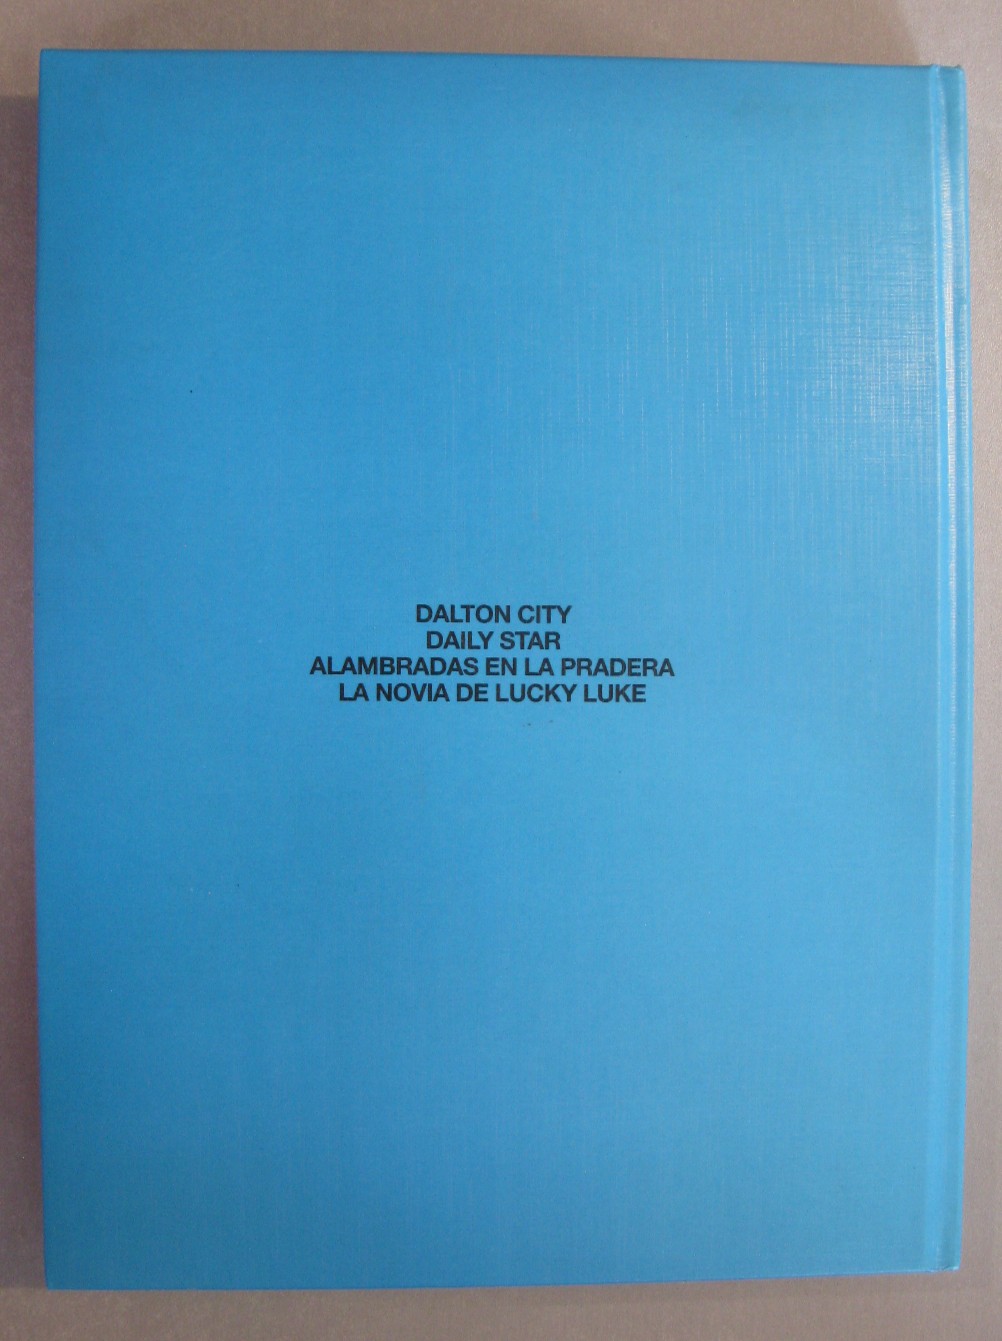 DALTON CITY
DAILY STAR
ALAMBRADAS EN LA PRADERA
LA NOVIA DE LUCKY LUKE